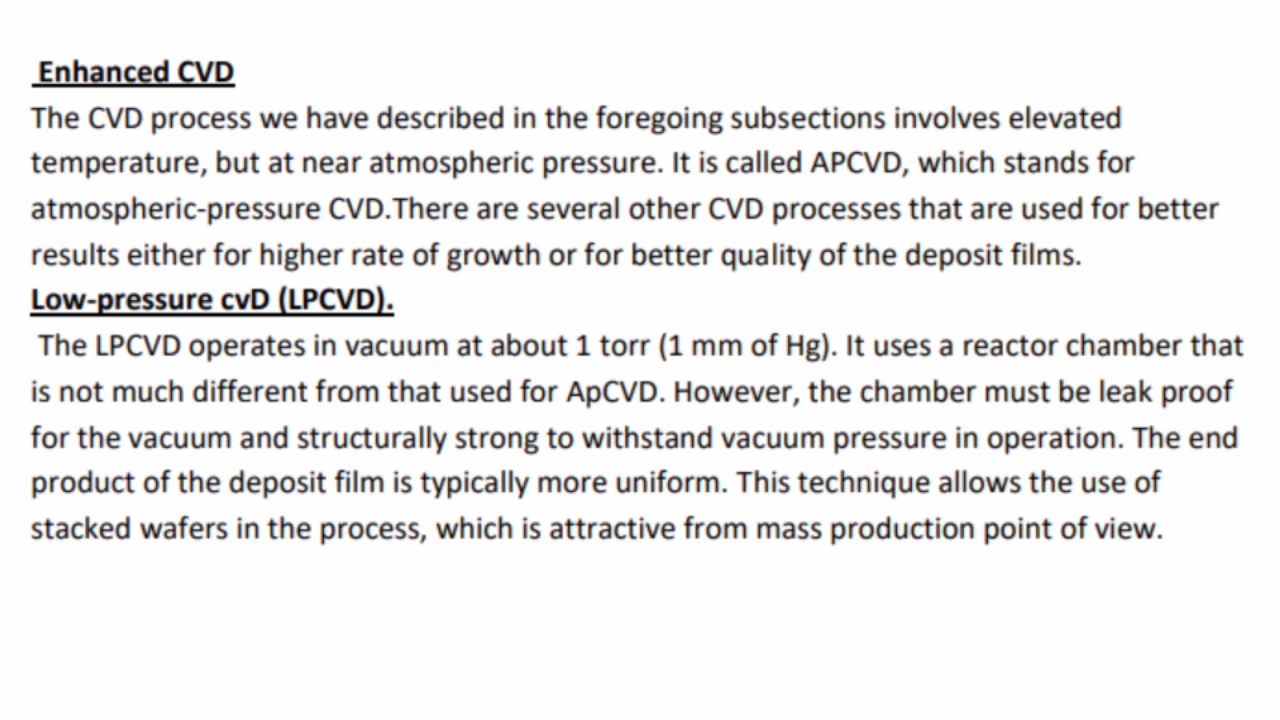 Enhanced CVD
The CVD process we have described in the foregoing subsections involves elevated
temperature, but at near atmospheric pressure. It is called APCVD, which stands for
atmospheric-pressure CVD.There are several other CVD processes that are used for better
results either for higher rate of growth or for better quality of the deposit films.
Low-pressure cvD (LPCVD).
The LPCVD operates in vacuum at about 1 torr (1 mm of Hg). It uses a reactor chamber that
is not much different from that used for ApCVD. However, the chamber must be leak proof
for the vacuum and structurally strong to withstand vacuum pressure in operation. The end
product of the deposit film is typically more uniform. This technique allows the use of
stacked wafers in the process, which is attractive from mass production point of view.